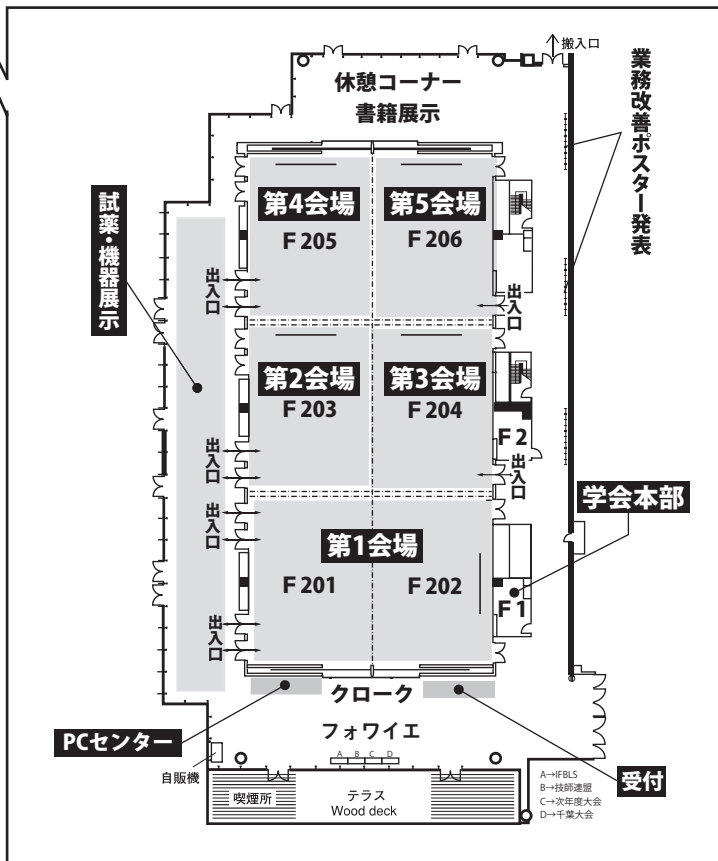 搬入口
休憩コーナー
書籍展示
業務改善ポスター発表
試薬・機器展示
第4会場
F 205
第5会場
F 206
出入口
出入口
第2会場
F 203
第3会場
F 204
F 2
出入口
出入口
出入口
学会本部
第1会場
F 201
F 202
F 1
出入口
クローク
PCセンター
フォワイエ
A B C D
自販機
受付
喫煙所
テラス
Wood deck
A→IFBLS
B→技師連盟
C→次年度大会
D→千葉大会